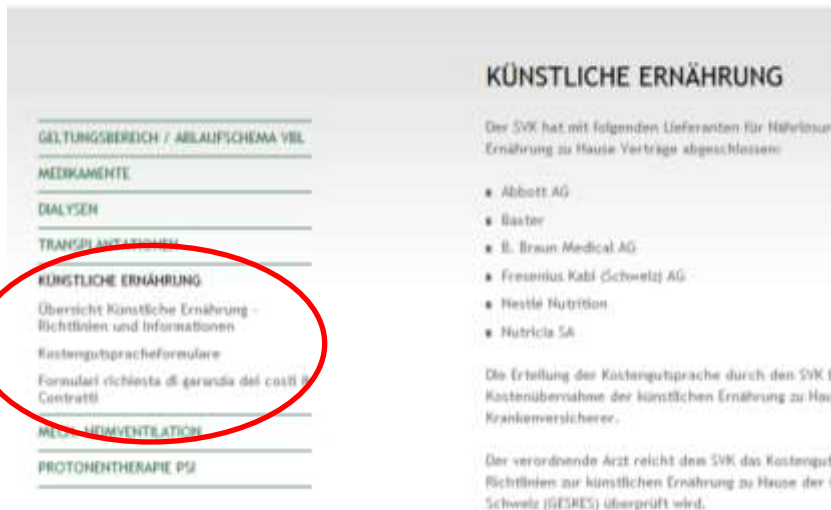 GELTUNGSBEREICH / ABLAUFSCHEMA VBL
MEDIKAMENTE
DIALYSEN
TRANSPLANTATIONEN
KÜNSTLICHE ERNÄHRUNG
Übersicht Künstliche Ernährung -
Richtlinien und Informationen
Kostengutspracheformulare
Formulari richiesta di garanzia dei costi &
Contratti
MECH. HEIMVENTILATION
PROTONENTHERAPIE PSI
KÜNSTLICHE ERNÄHRUNG
Der SVK hat mit folgenden Lieferanten für Nährlösun
Ernährung zu Hause Verträge abgeschlossen:
Abbott AG
Baxter
B. Braun Medical AG
Fresenius Kabi (Schweiz) AG
Nestlé Nutrition
Nutricia SA
Die Erteilung der Kostengutsprache durch den SVK
Kostenübernahme der künstlichen Ernährung zu Hau
Krankenversicherer.
Der verordnende Arzt reicht dem SVK das Kostengut
Richtlinien zur künstlichen Ernährung zu Hause der
Schweiz (GESKES) überprüft wird.